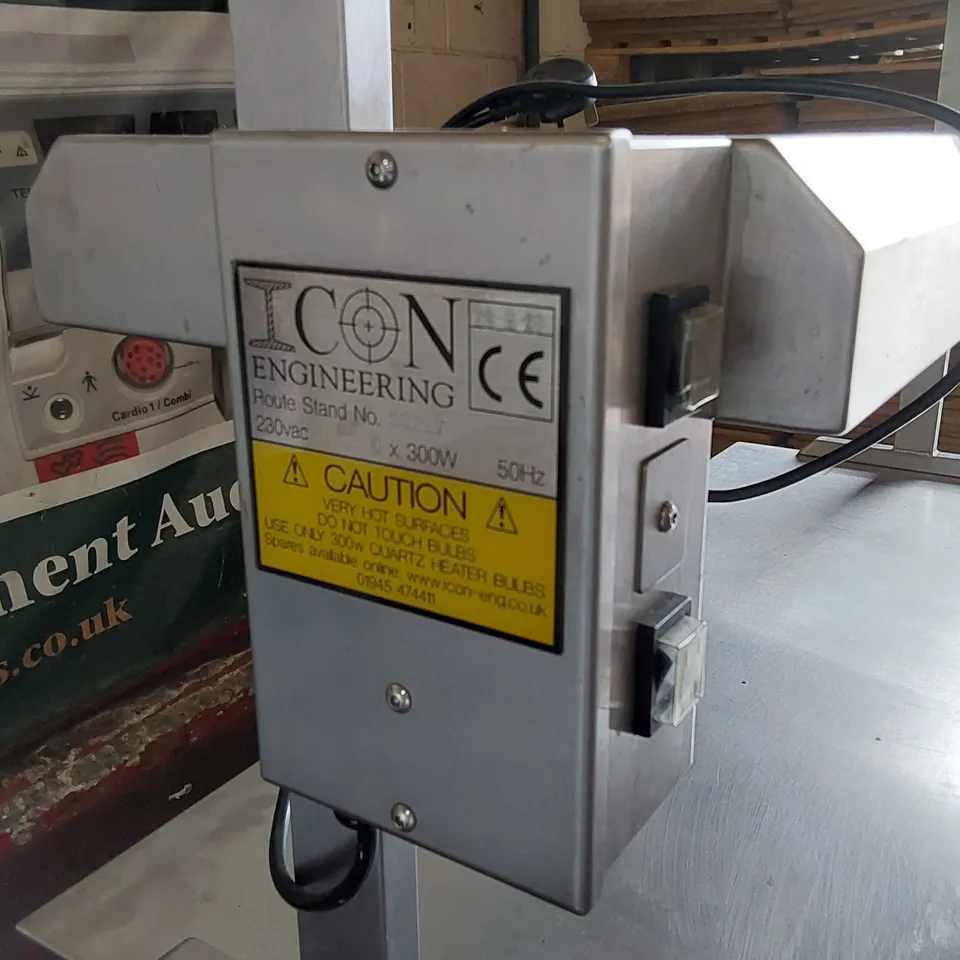 ICON
ENGINEERING
CE
Route Stand No.
230vac x 300W 50Hz
CAUTION
VERY HOT SURFACES
DO NOT TOUCH BULBS
USE ONLY 300w QUARTZ HEATER BULBS
Spares available online: www.icon-eng.co.uk
01945 474411
Cardio1 / Combi
ment Auc
s.co.uk